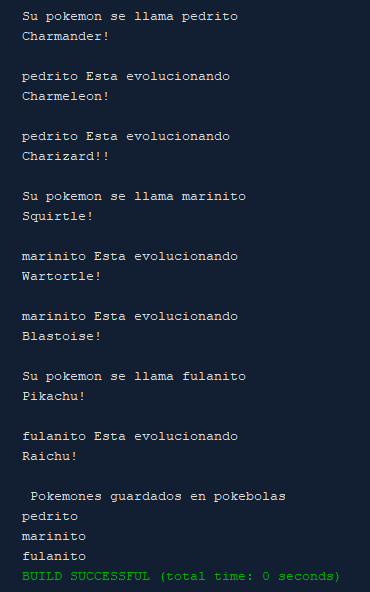 Su pokemon se llama pedrito
Charmander!
pedrito Esta evolucionando
Charmeleon!
pedrito Esta evolucionando
Charizard!!
Su pokemon se llama marinito
Squirtle!
marinito Esta evolucionando
Wartortle!
marinito Esta evolucionando
Blastoise!
Su pokemon se llama fulanito
Pikachu!
fulanito Esta evolucionando
Raichu!
Pokemones guardados en pokebolas
pedrito
marinito
fulanito
BUILD SUCCESSFUL (total time: 0 seconds)